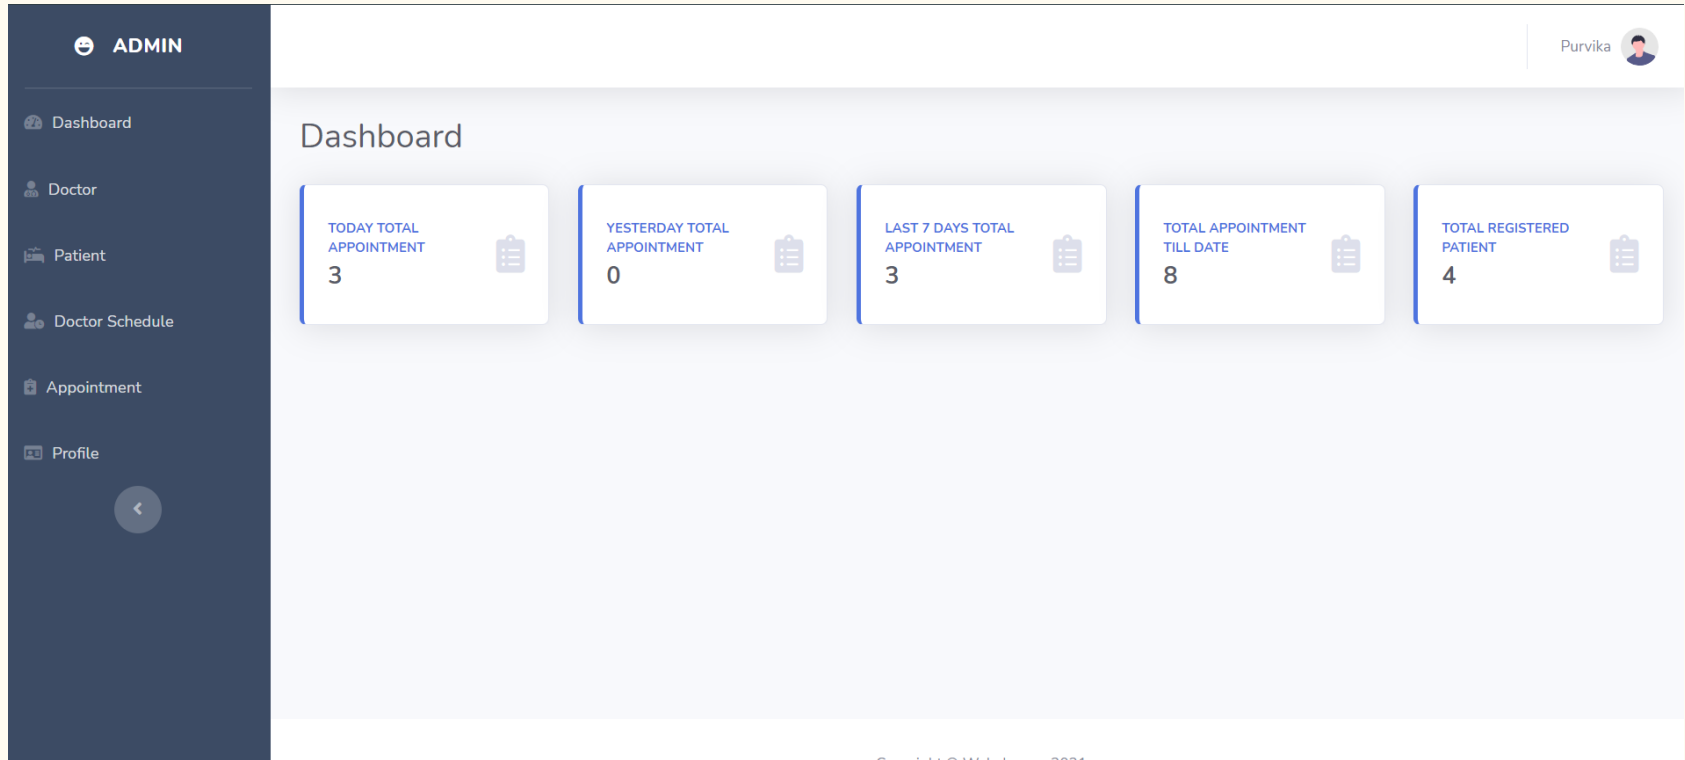 ADMIN
Purvika
Dashboard
Doctor
Patient
Doctor Schedule
Appointment
Profile
Dashboard
TODAY TOTAL
APPOINTMENT
3
YESTERDAY TOTAL
APPOINTMENT
0
LAST 7 DAYS TOTAL
APPOINTMENT
3
TOTAL APPOINTMENT
TILL DATE
8
TOTAL REGISTERED
PATIENT
4